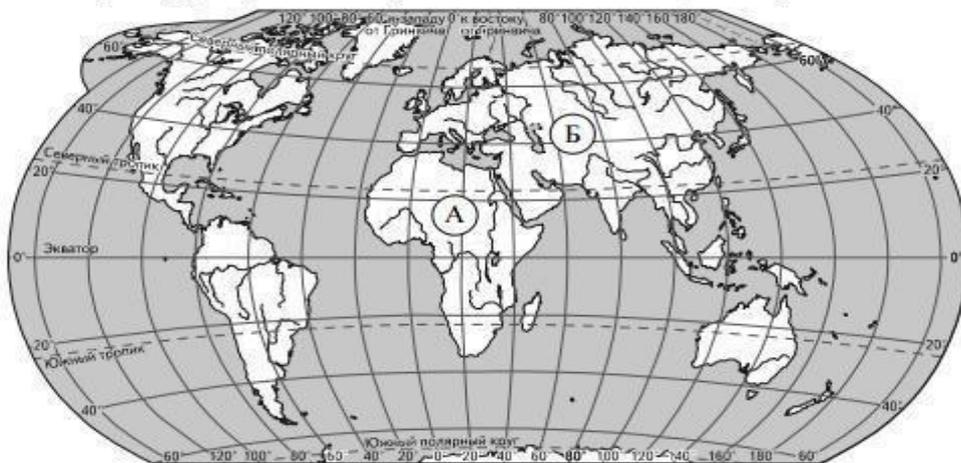 120° 100° 80° 60° к западу 0° к востоку 80° 100° 120° 140° 160° 180°
от Гринвича от Гринвича
60° Северный полярный круг 60°
40° 40°
Северный тропик
20° 20°
Экватор
0° 0°
А
Б
20° 20°
Южный тропик
40° 40°
Южный полярный круг
60° 120° 100° 80° 60° 40° 20° 0° 20° 40° 60° 80° 100° 120° 140° 160° 180° 60°